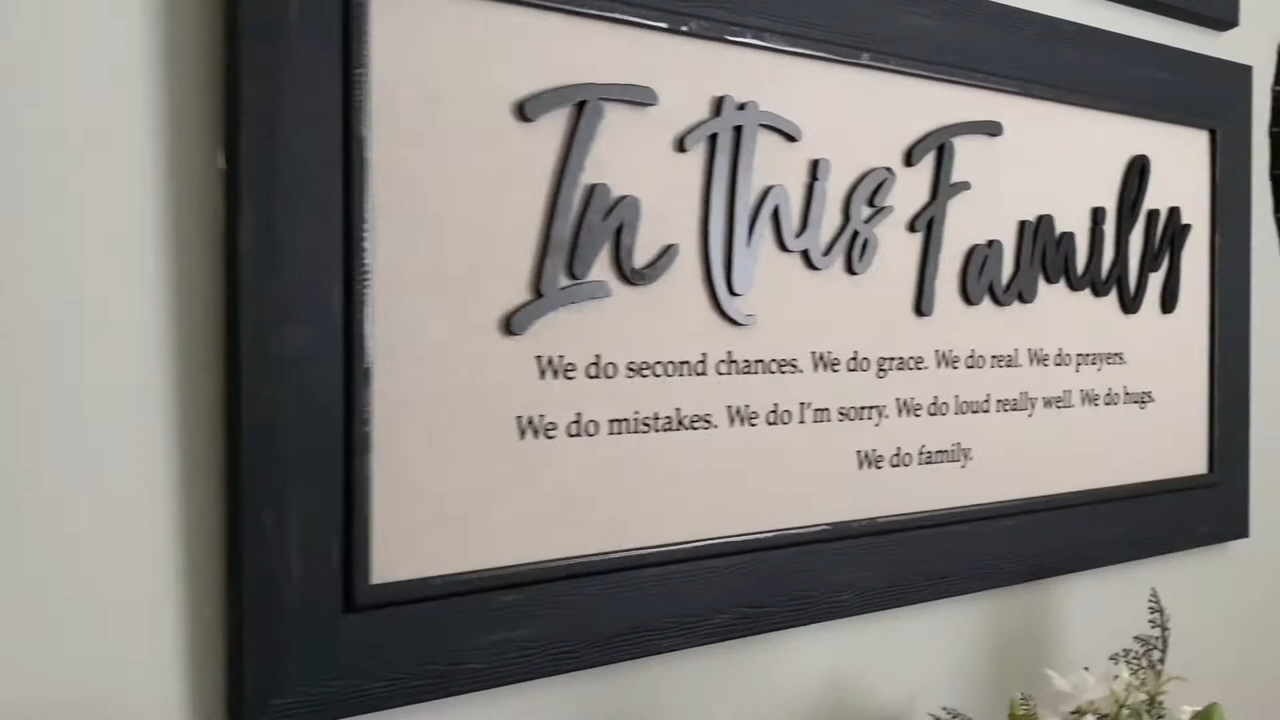 In this Family
We do second chances. We do grace. We do real. We do prayers.
We do mistakes. We do I'm sorry. We do loud really well. We do hugs.
We do family.